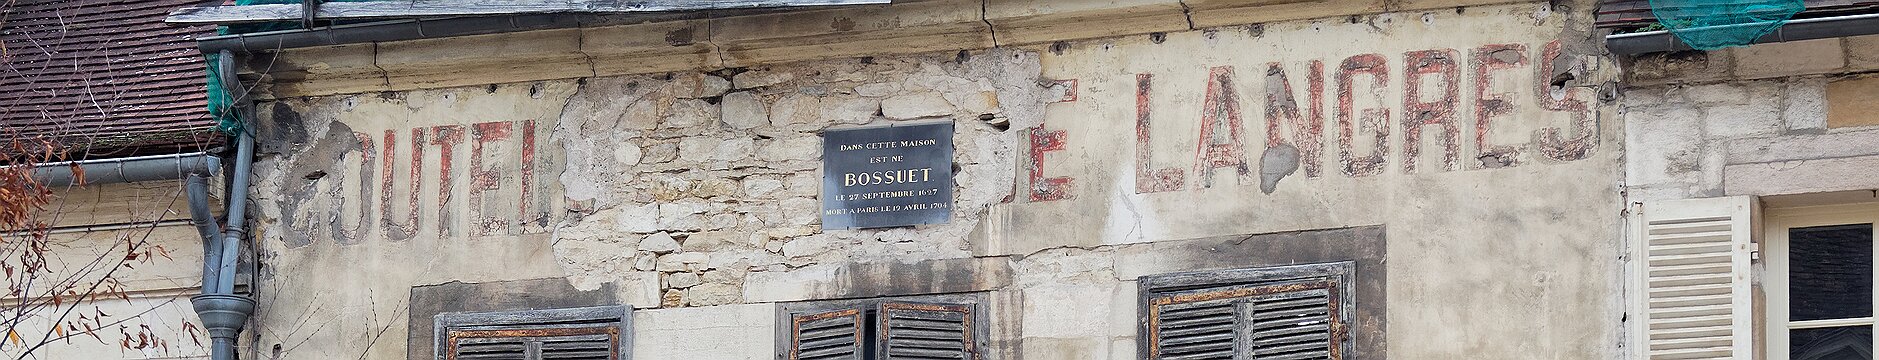 COUTEL
DANS CETTE MAISON
EST NE
BOSSUET
LE 27 SEPTEMBRE 1627
MORT A PARIS LE 12 AVRIL 1704
E LANGRES